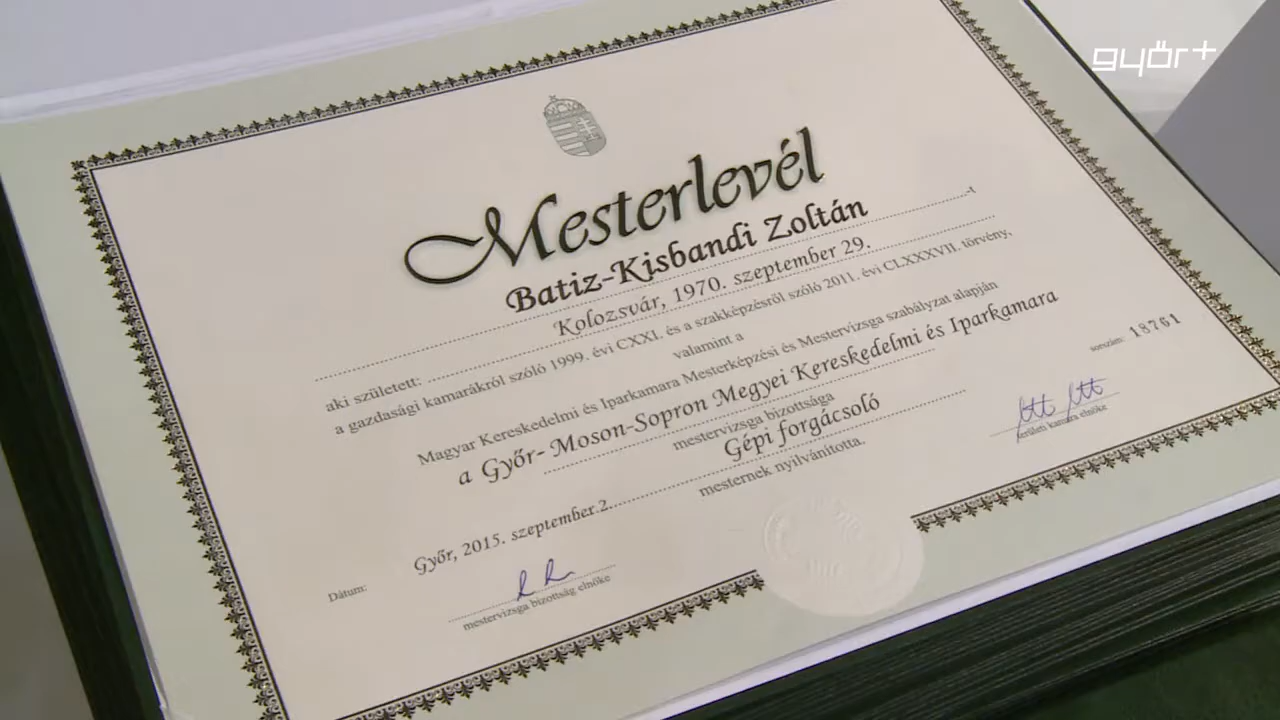 győr+
Mesterlevél
Batiz-Kisbandi Zoltán
Kolozsvár, 1970. szeptember 29.
aki született:
a gazdasági kamarákról szóló 1999. évi CXXI. és a szakképzésről szóló 2011. évi CLXXXVII. törvény,
valamint a
Magyar Kereskedelmi és Iparkamara Mesterképzési és Mestervizsga szabályzat alapján
a Győr- Moson-Sopron Megyei Kereskedelmi és Iparkamara
mestervizsga bizottsága
Gépi forgácsoló
mesternek nyilvánította.
sorszám: 18761
területi kamara elnöke
Győr, 2015. szeptember 2.
Dátum:
mestervizsga bizottság elnöke